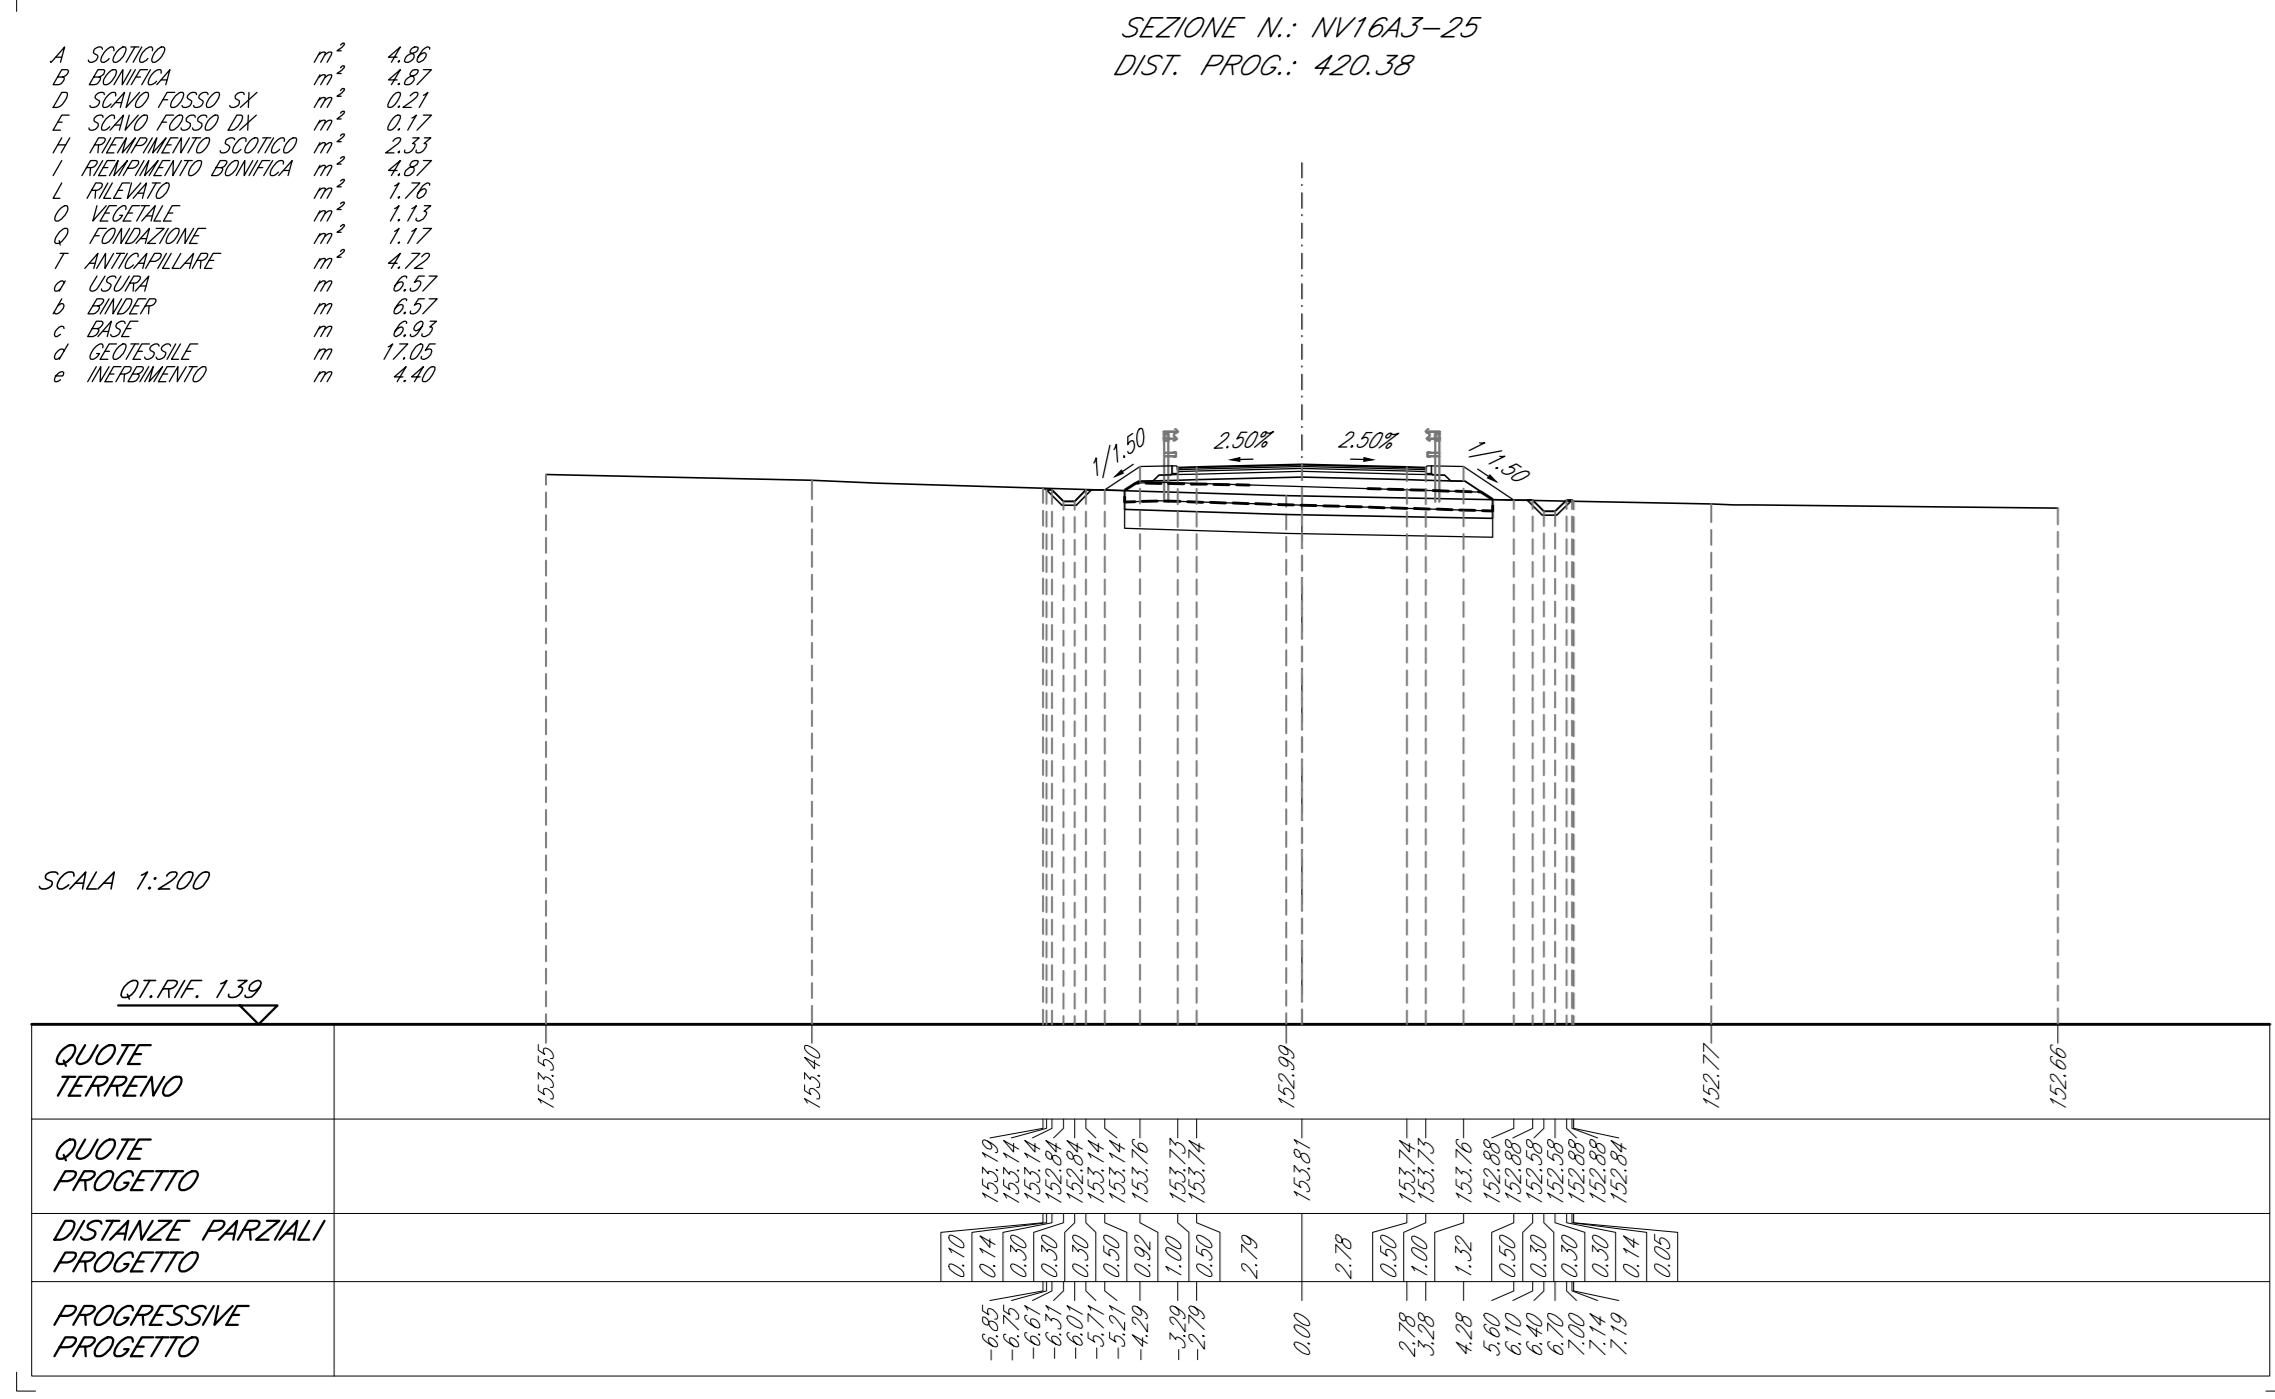 SEZIONE N.: NV16A3-25
DIST. PROG.: 420.38
A SCOTICO m² 4.86
B BONIFICA m² 4.87
D SCAVO FOSSO SX m² 0.21
E SCAVO FOSSO DX m² 0.17
H RIEMPIMENTO SCOTICO m² 2.33
I RIEMPIMENTO BONIFICA m² 4.87
L RILEVATO m² 1.76
O VEGETALE m² 1.13
Q FONDAZIONE m² 1.17
T ANTICAPILLARE m² 4.72
a USURA m 6.57
b BINDER m 6.57
c BASE m 6.93
d GEOTESSILE m 17.05
e INERBIMENTO m 4.40
1/1.50 2.50% 2.50% 1/1.50
SCALA 1:200
QT.RIF. 139
QUOTE
TERRENO
153.55 153.40 152.99 152.77 152.66
QUOTE
PROGETTO
153.19 153.14 153.14 152.84 152.84 153.14 153.14 153.76 153.73 153.74 153.81 153.74 153.73 153.76 152.88 152.88 152.58 152.58 152.88 152.88 152.84
DISTANZE PARZIALI
PROGETTO
0.10 0.14 0.30 0.30 0.30 0.50 0.92 1.00 0.50 2.79 2.78 0.50 1.00 1.32 0.50 0.30 0.30 0.30 0.14 0.05
PROGRESSIVE
PROGETTO
-6.85 -6.75 -6.61 -6.31 -6.01 -5.71 -5.21 -4.29 -3.29 -2.79 0.00 2.78 3.28 4.28 5.60 6.10 6.40 6.70 7.00 7.14 7.19